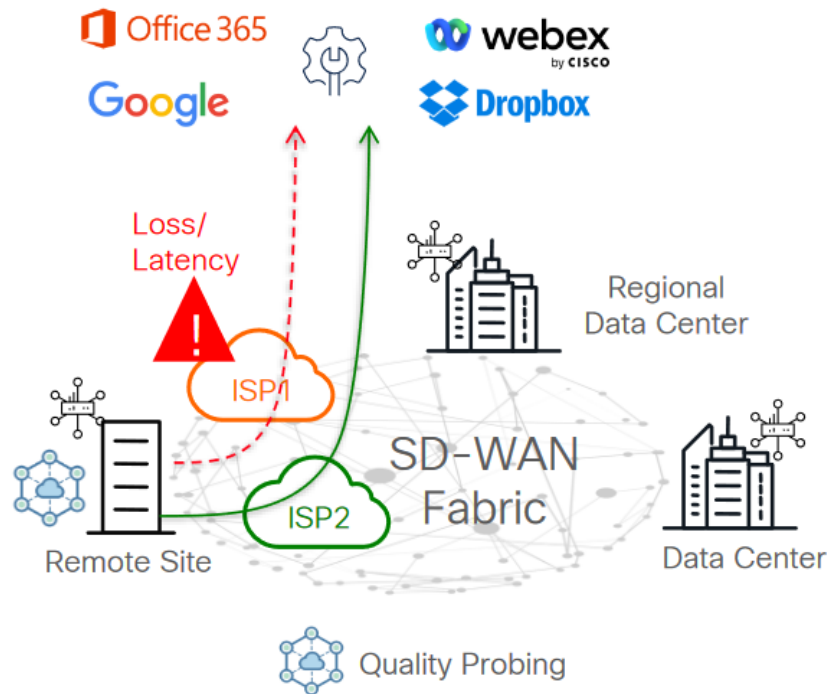 Office 365
webex
by CISCO
Google
Dropbox
Loss/
Latency
!
Regional
Data Center
ISP1
SD-WAN
Fabric
ISP2
Remote Site
Data Center
Quality Probing